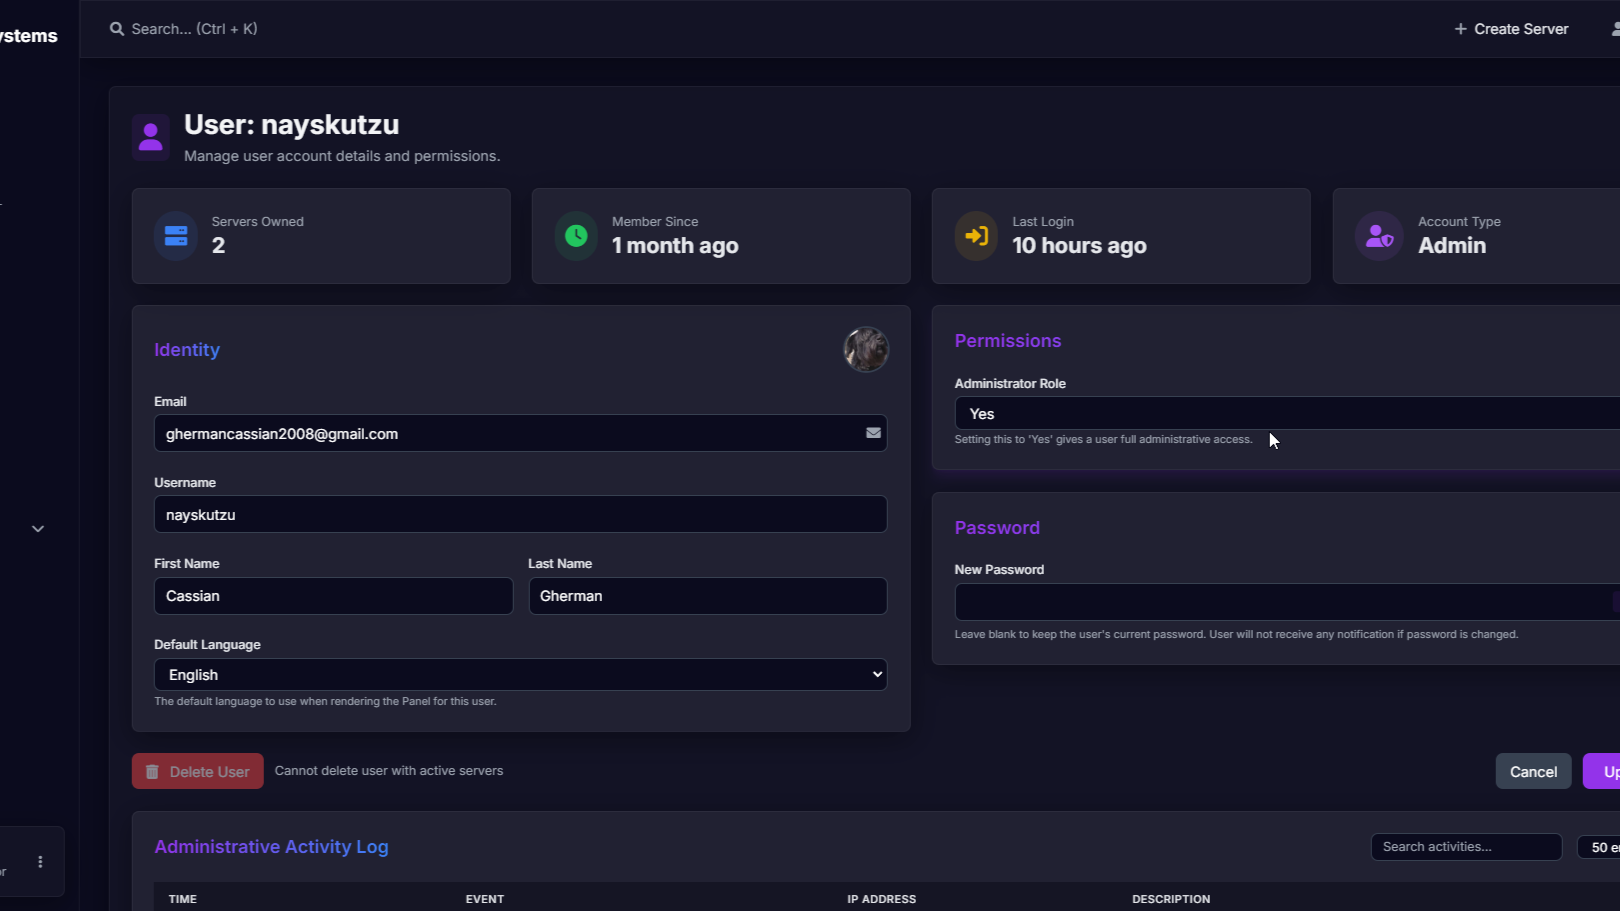 ystems
Search... (Ctrl + K)
+ Create Server
User: nayskutzu
Manage user account details and permissions.
Servers Owned
2
Member Since
1 month ago
Last Login
10 hours ago
Account Type
Admin
Identity
Email
ghermancassian2008@gmail.com
Username
nayskutzu
First Name
Last Name
Cassian
Gherman
Default Language
English
The default language to use when rendering the Panel for this user.
Permissions
Administrator Role
Yes
Setting this to 'Yes' gives a user full administrative access.
Password
New Password
Leave blank to keep the user's current password. User will not receive any notification if password is changed.
Delete User
Cannot delete user with active servers
Cancel
Up
Administrative Activity Log
Search activities...
50 e
or
TIME
EVENT
IP ADDRESS
DESCRIPTION